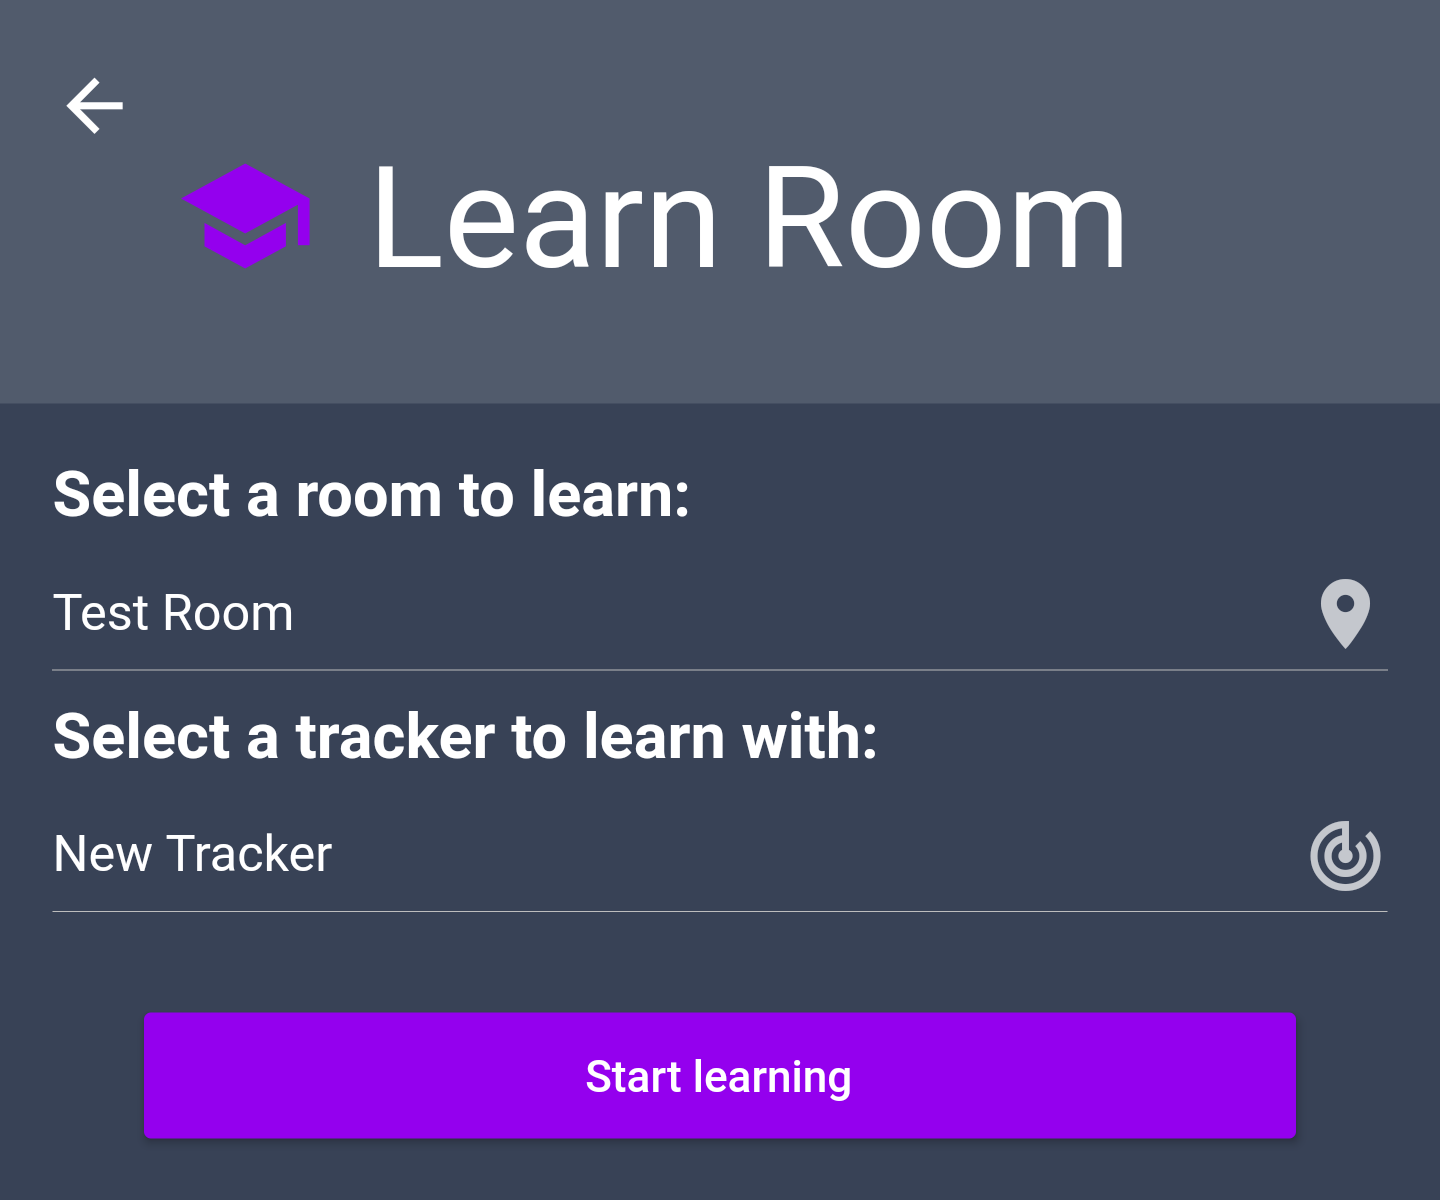 Learn Room
Select a room to learn:
Test Room
Select a tracker to learn with:
New Tracker
Start learning